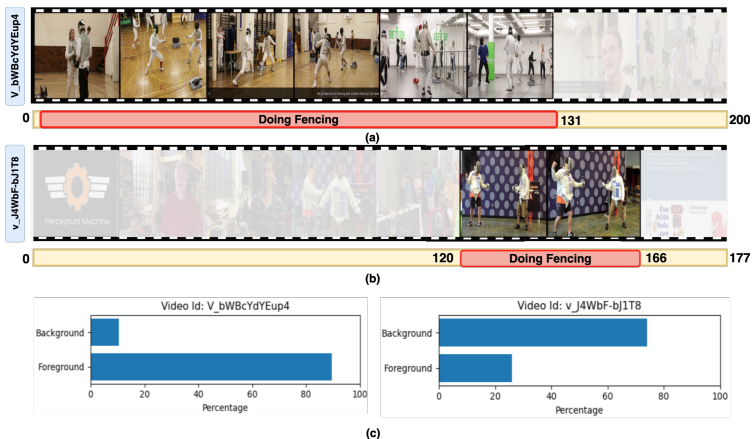 V_bWBcYdYEup4
BETTER
0
Doing Fencing
131
200
(a)
v_J4WbF-bJ1T8
Perceptum Machina
0
120
Doing Fencing
166
177
(b)
Video Id: V_bWBcYdYEup4
Background
Foreground
0 20 40 60 80 100
Percentage
Video Id: v_J4WbF-bJ1T8
Background
Foreground
0 20 40 60 80 100
Percentage
(c)